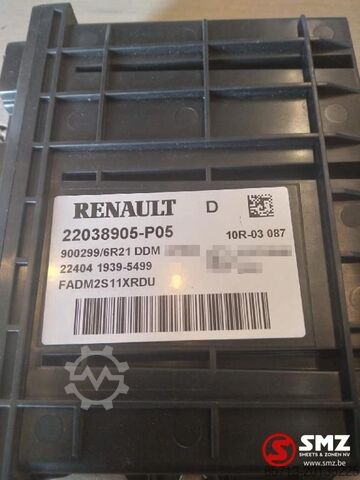 RENAULT D
22038905-P05 10R-03 087
900299/6R21 DDM
22404 1939-5499
FADM2S11XRDU
SMZ
SHEETS & ZONEN NV
www.smz.be